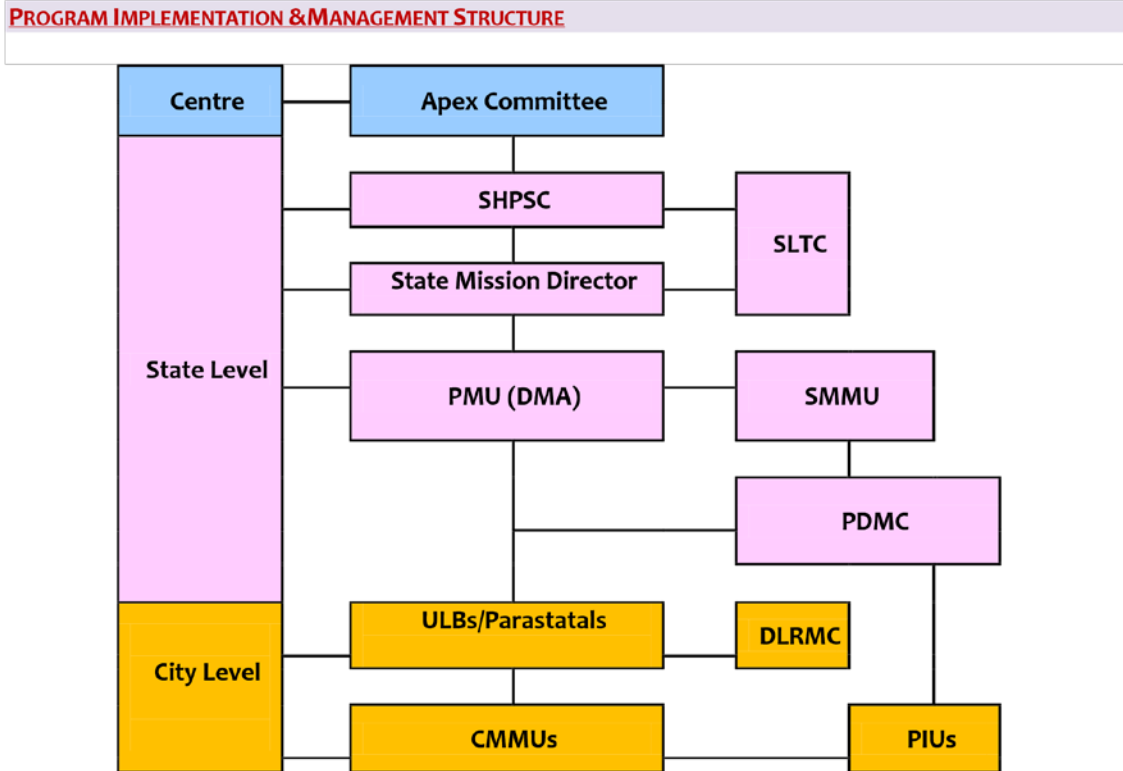 PROGRAM IMPLEMENTATION &MANAGEMENT STRUCTURE
Centre
Apex Committee
SHPSC
SLTC
State Mission Director
State Level
PMU (DMA)
SMMU
PDMC
ULBs/Parastatals
DLRMC
City Level
CMMUs
PIUs